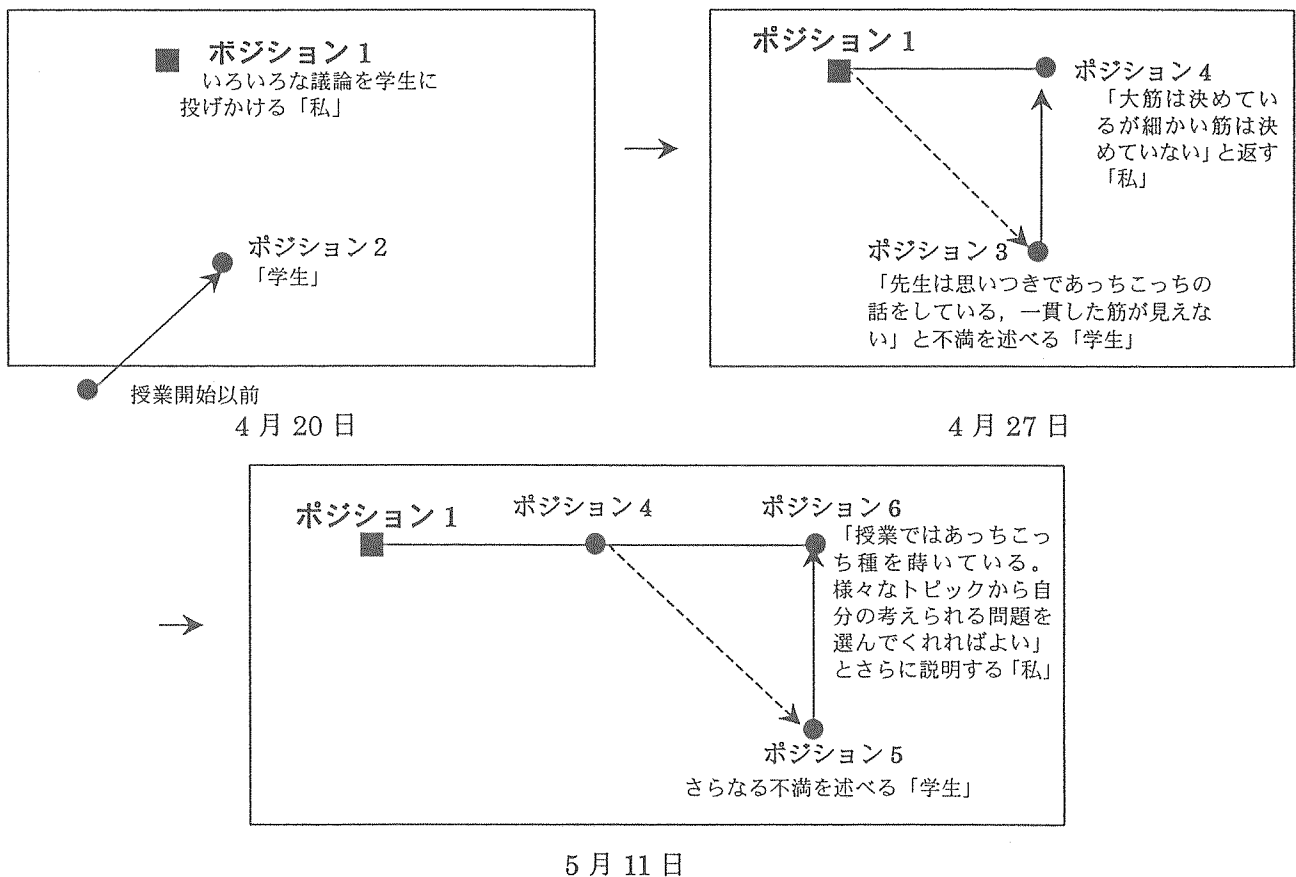 ポジション 1
いろいろな議論を学生に
投げかける「私」
ポジション 2
「学生」
授業開始以前
4 月 20 日
ポジション 1
ポジション 4
「大筋は決めてい
るが細かい筋は決
めていない」と返す
「私」
ポジション 3
「先生は思いつきであっちこっちの
話をしている，一貫した筋が見えな
い」と不満を述べる「学生」
4 月 27 日
ポジション 1
ポジション 4
ポジション 6
「授業ではあっちこっ
ち種を蒔いている。
様々なトピックから自
分の考えられる問題を
選んでくれればよい」
とさらに説明する「私」
ポジション 5
さらなる不満を述べる「学生」
5 月 11 日